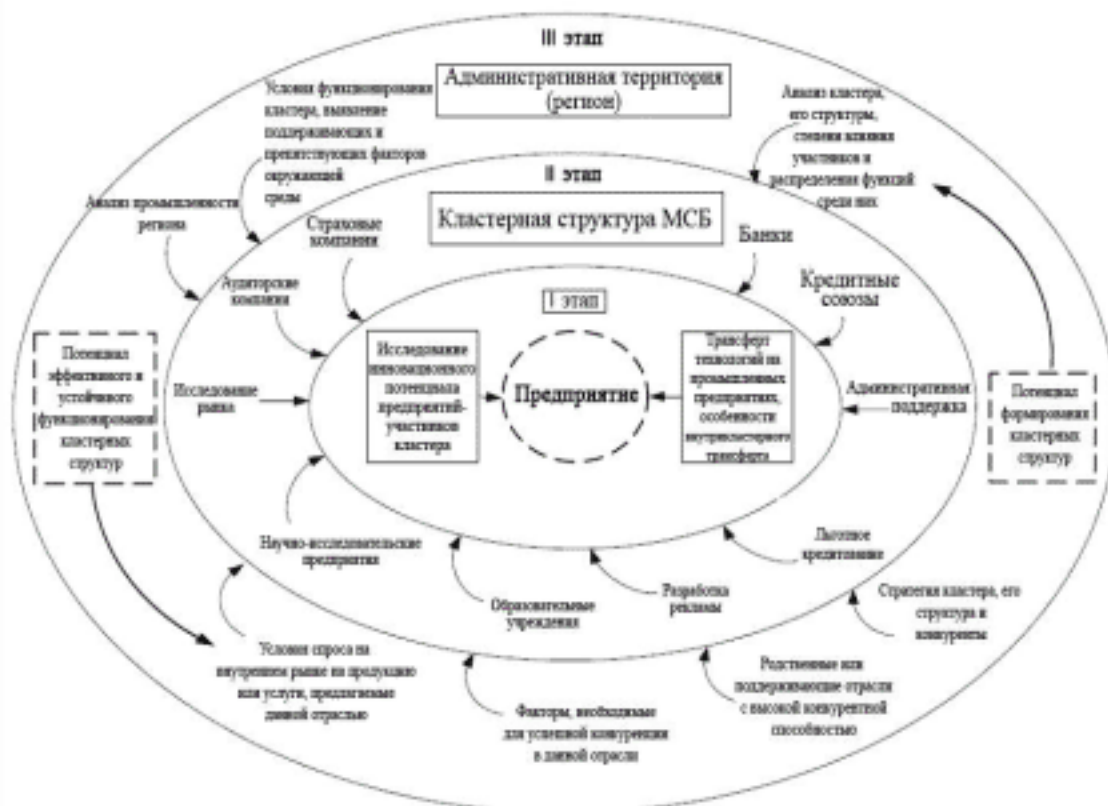 III этап
Административная территория
(регион)
Условия функционирования
кластера, выявление
поддерживающих и
препятствующих факторов
окружающей
среды
Анализ кластера,
его структуры,
степени влияния
участников и
распределения функций
среди них
Анализ промышленности
региона
II этап
Кластерная структура МСБ
Страховые
компании
Банки
Аудиторские
компании
Кредитные
союзы
I этап
Потенциал
эффективного и
устойчивого
функционирования
кластерных
структур
Исследование
рынка
Исследование
инновационного
потенциала
предприятий-
участников
кластера
Предприятие
Трансферт
технологий на
промышленных
предприятиях,
особенности
внутрикластерного
трансферта
Административная
поддержка
Потенциал
формирования
кластерных
структур
Научно-исследовательские
предприятия
Образовательные
учреждения
Разработка
рекламы
Льготное
кредитование
Условия спроса на
внутреннем рынке на продукцию
или услуги, предлагаемые
данной отраслью
Факторы, необходимые
для успешной конкуренции
в данной отрасли
Родственные или
поддерживающие отрасли
с высокой конкурентной
способностью
Стратегия кластера, его
структура и
конкуренты